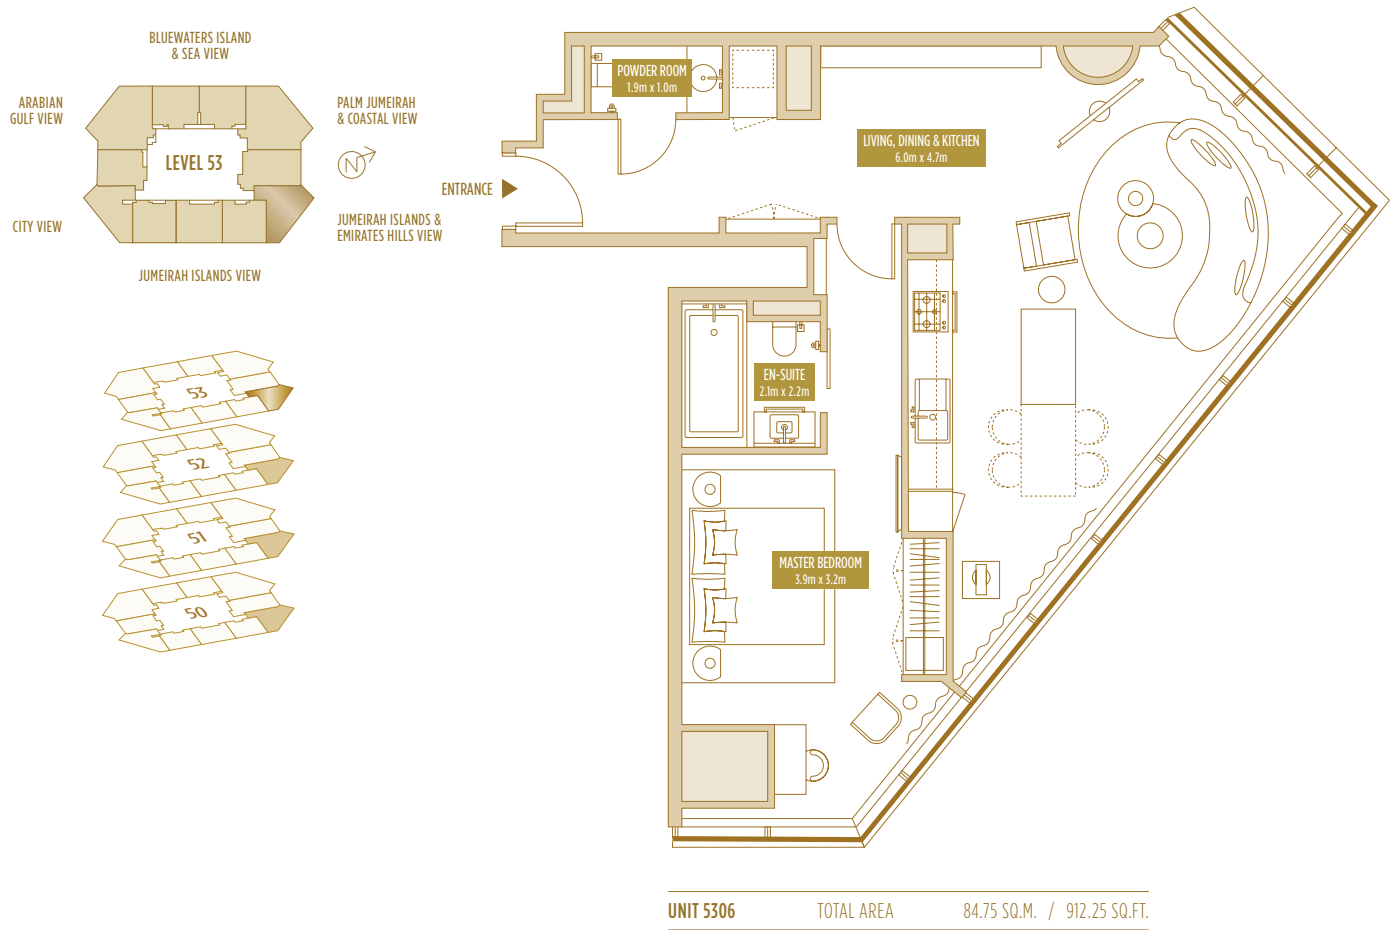 BLUEWATERS ISLAND
& SEA VIEW
ARABIAN
GULF VIEW
PALM JUMEIRAH
& COASTAL VIEW
LEVEL 53
N
CITY VIEW
JUMEIRAH ISLANDS &
EMIRATES HILLS VIEW
JUMEIRAH ISLANDS VIEW
53
52
51
50
POWDER ROOM
1.9m x 1.0m
LIVING, DINING & KITCHEN
6.0m x 4.7m
ENTRANCE
EN-SUITE
2.1m x 2.2m
MASTER BEDROOM
3.9m x 3.2m
UNIT 5306 TOTAL AREA 84.75 SQ.M. / 912.25 SQ.FT.